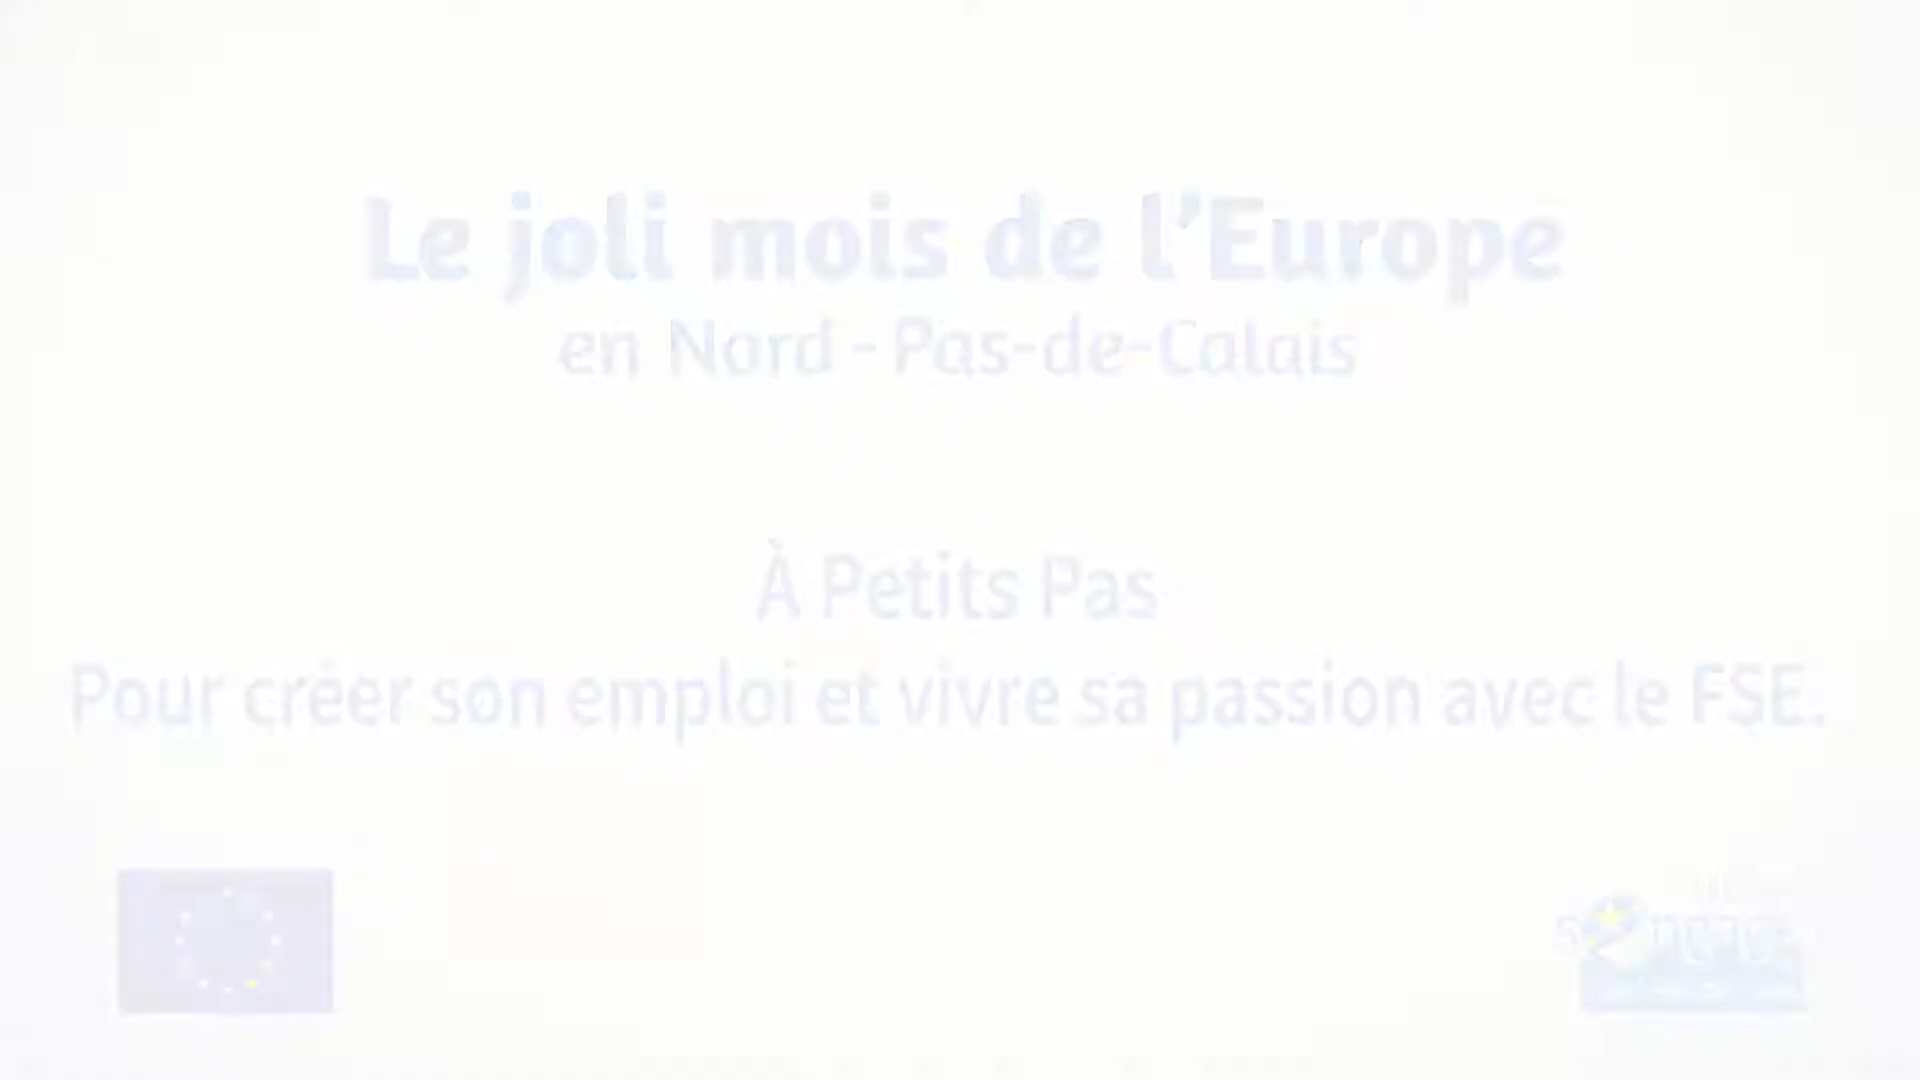 Le joli mois de l'Europe
en Nord - Pas-de-Calais
À Petits Pas
Pour créer son emploi et vivre sa passion avec le FSE.